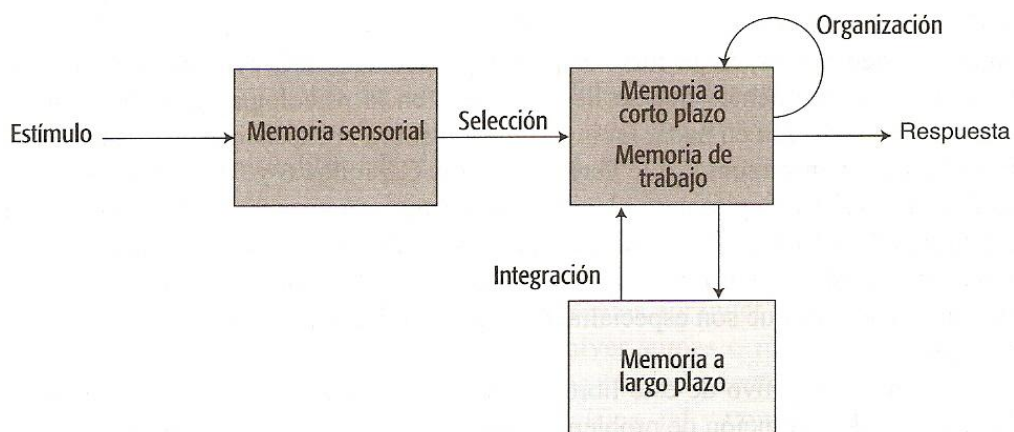 Organización
Estímulo
Memoria sensorial
Selección
Memoria a
corto plazo
Memoria de
trabajo
Respuesta
Integración
Memoria a
largo plazo